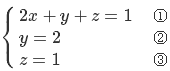 2x + y + z = 1 ①
y = 2 ②
z = 1 ③